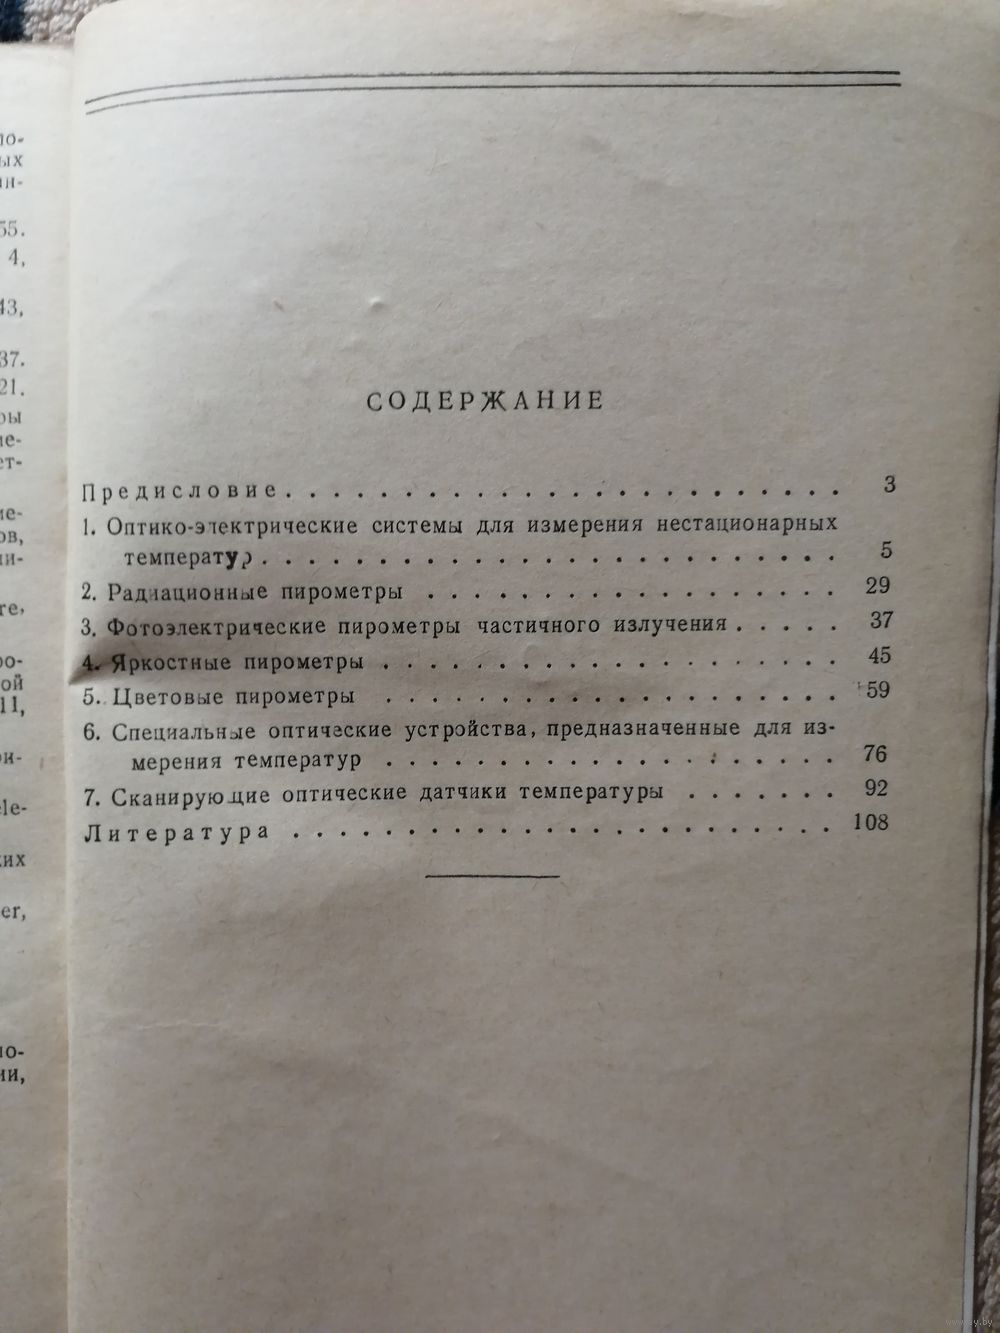 СОДЕРЖАНИЕ
Предисловие . . . . . . . . . . . . . . . . . . . . . . . . 3
1. Оптико-электрические системы для измерения нестационарных
температур . . . . . . . . . . . . . . . . . . . . . . . . . 5
2. Радиационные пирометры . . . . . . . . . . . . . . . . . . 29
3. Фотоэлектрические пирометры частичного излучения . . . . . 37
4. Яркостные пирометры . . . . . . . . . . . . . . . . . . . . 45
5. Цветовые пирометры . . . . . . . . . . . . . . . . . . . . 59
6. Специальные оптические устройства, предназначенные для из-
мерения температур . . . . . . . . . . . . . . . . . . . . 76
7. Сканирующие оптические датчики температуры . . . . . . . 92
Литература . . . . . . . . . . . . . . . . . . . . . . . . 108